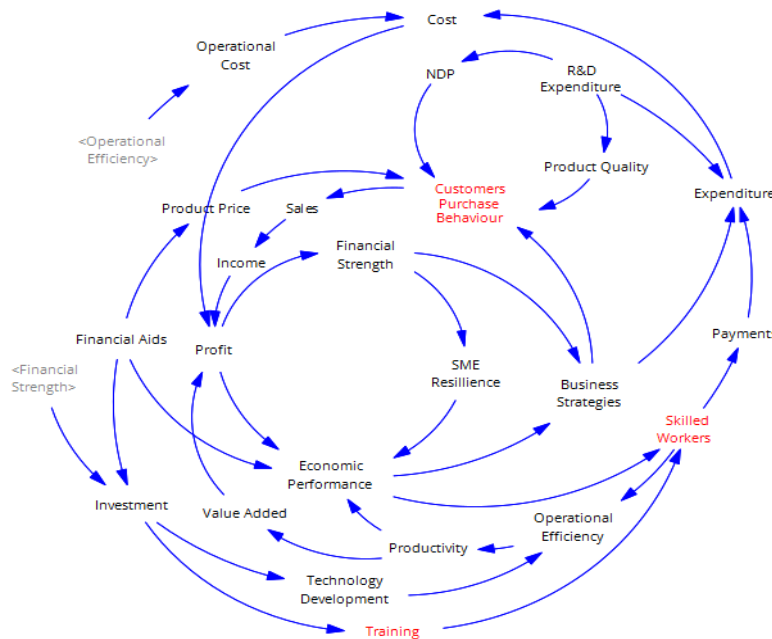 Cost
Operational
Cost
NDP
R&D
Expenditure
<Operational
Efficiency>
Product Quality
Customers
Purchase
Behaviour
Expenditure
Product Price
Sales
Financial
Strength
Income
Financial Aids
Profit
Payments
<Financial
Strength>
SME
Resillience
Business
Strategies
Skilled
Workers
Economic
Performance
Investment
Value Added
Operational
Efficiency
Productivity
Technology
Development
Training